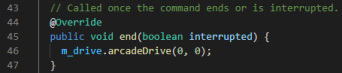 43 // Called once the command ends or is interrupted.
44 @Override
45 public void end(boolean interrupted) {
46 m_drive.arcadeDrive(0, 0);
47 }